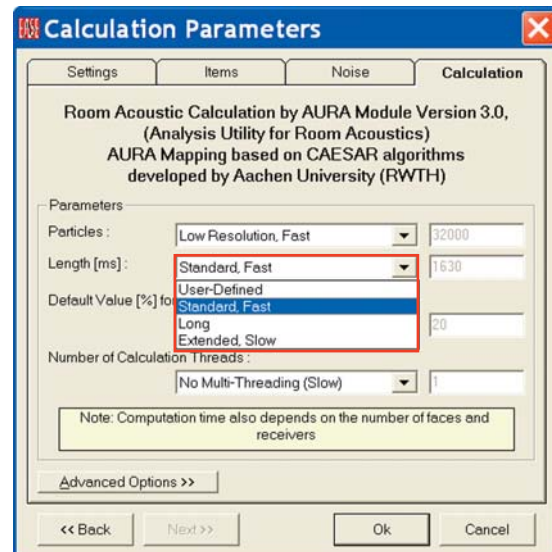 EASE Calculation Parameters
Settings Items Noise Calculation
Room Acoustic Calculation by AURA Module Version 3.0,
(Analysis Utility for Room Acoustics)
AURA Mapping based on CAESAR algorithms
developed by Aachen University (RWTH)
Parameters
Particles : Low Resolution, Fast 32000
Length [ms] : Standard, Fast 1630
User-Defined
Default Value [%] for
Standard, Fast
Long
20
Extended, Slow
Number of Calculation Threads :
No Multi-Threading (Slow) 1
Note: Computation time also depends on the number of faces and
receivers
Advanced Options >>
<< Back Next >> Ok Cancel